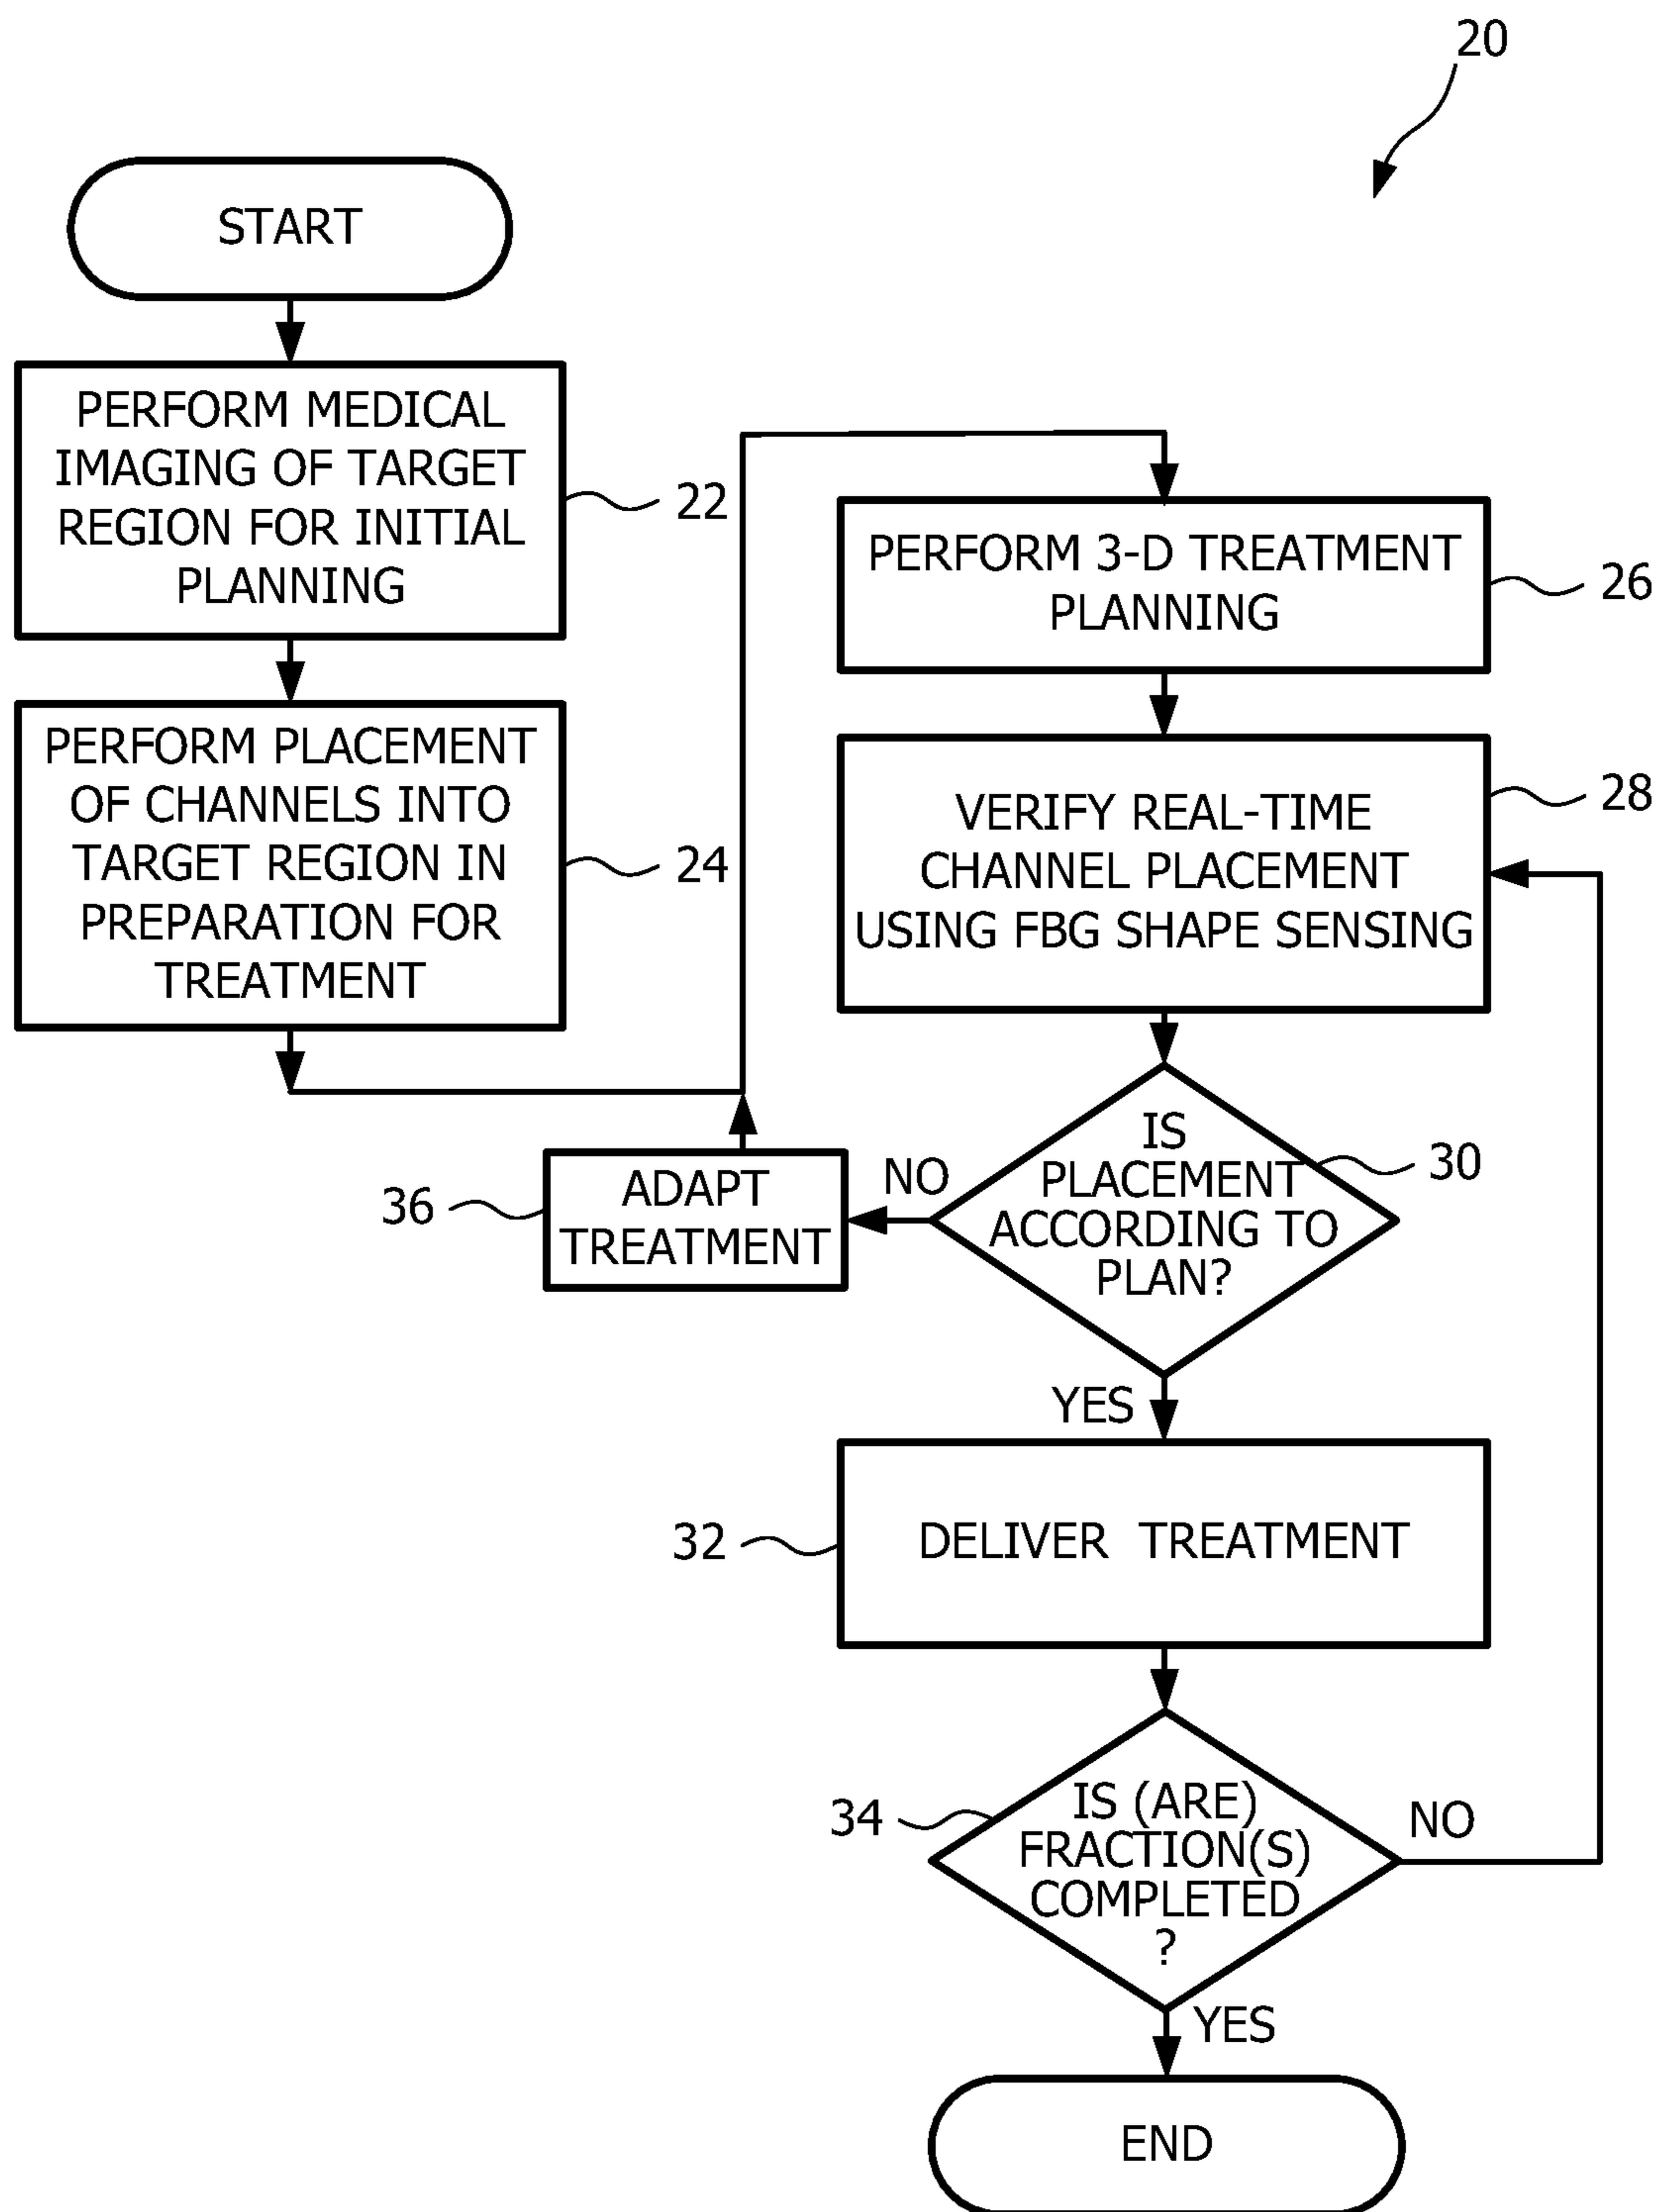 20
START
PERFORM MEDICAL
IMAGING OF TARGET
REGION FOR INITIAL
PLANNING
22
PERFORM PLACEMENT
OF CHANNELS INTO
TARGET REGION IN
PREPARATION FOR
TREATMENT
24
PERFORM 3-D TREATMENT
PLANNING
26
VERIFY REAL-TIME
CHANNEL PLACEMENT
USING FBG SHAPE SENSING
28
IS
PLACEMENT
ACCORDING TO
PLAN?
30
NO
ADAPT
TREATMENT
36
YES
DELIVER TREATMENT
32
IS (ARE)
FRACTION(S)
COMPLETED
?
34
NO
YES
END